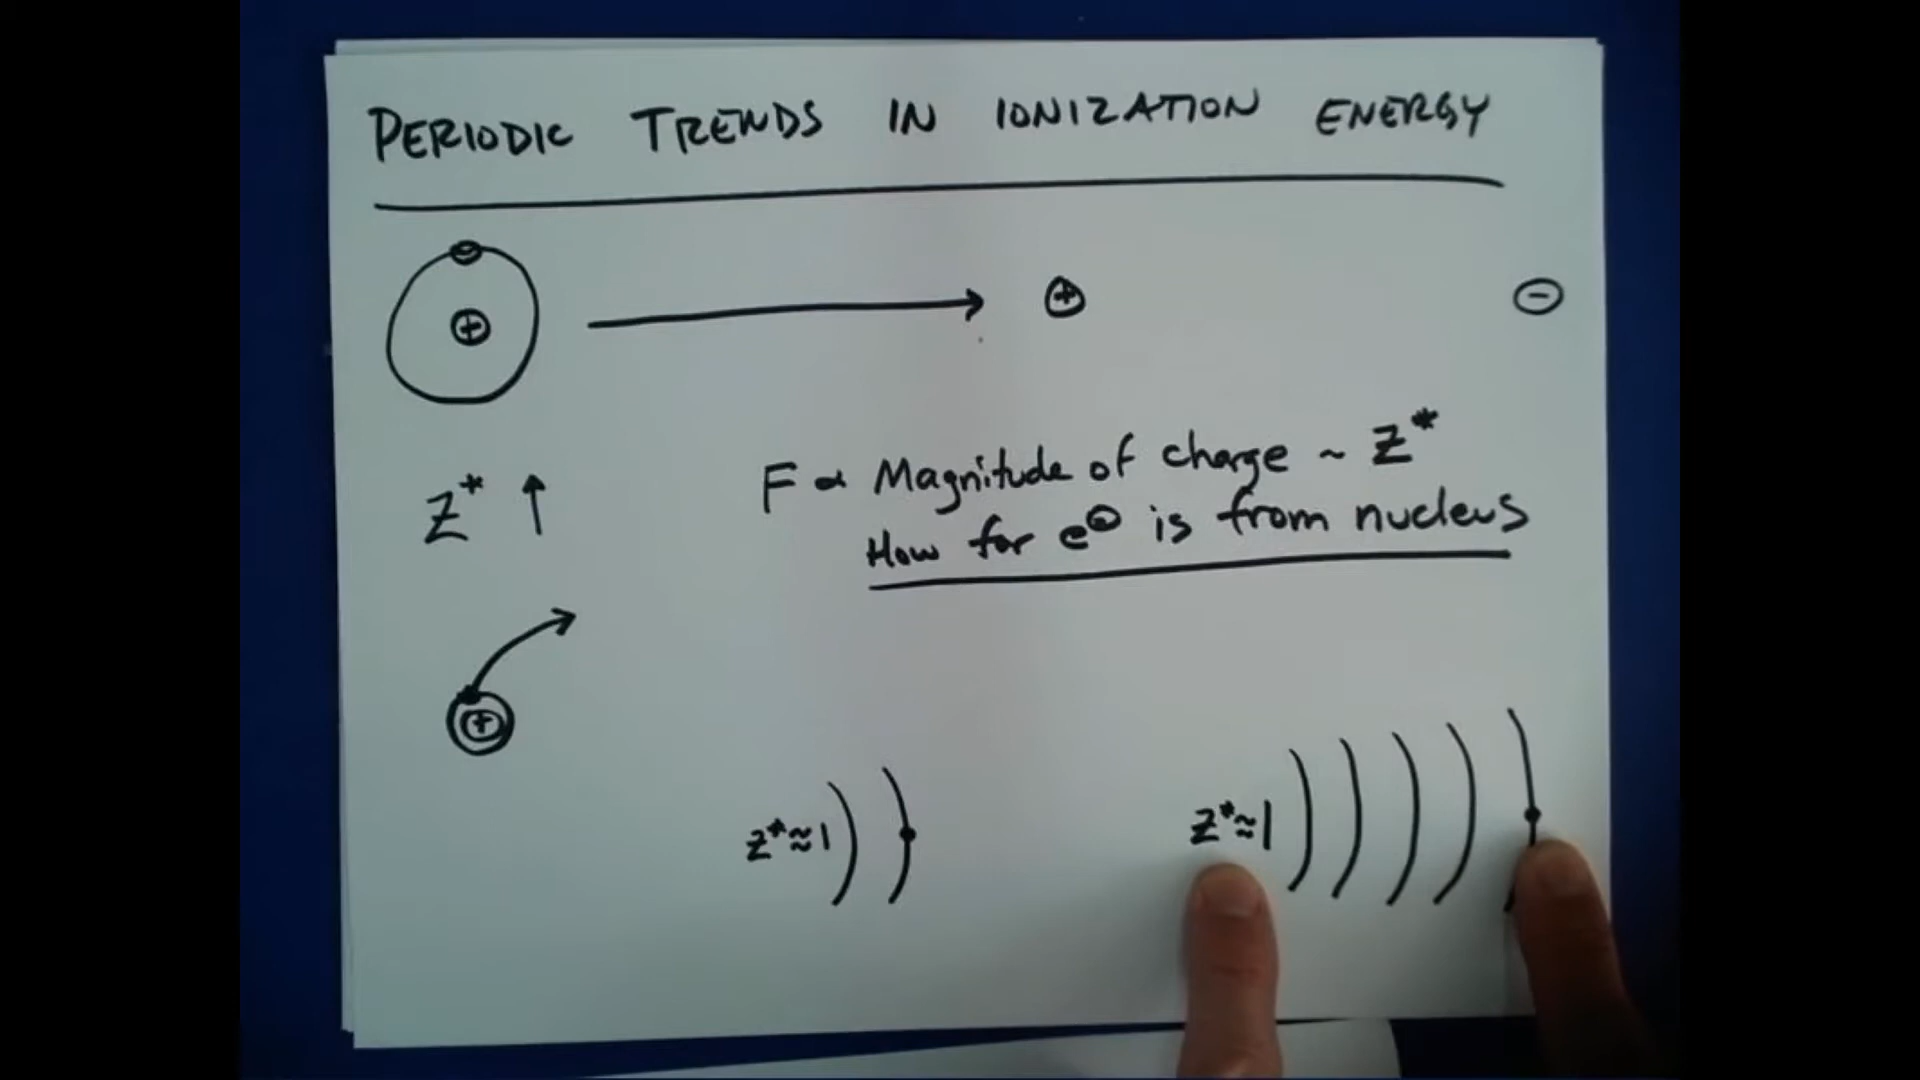 PERIODIC TRENDS IN IONIZATION ENERGY
⊖
⊕
⊕
⊖
Z* ↑
F ∝ Magnitude of charge ~ Z*
How far e⊖ is from nucleus
+
Z*≈1
Z*≈1